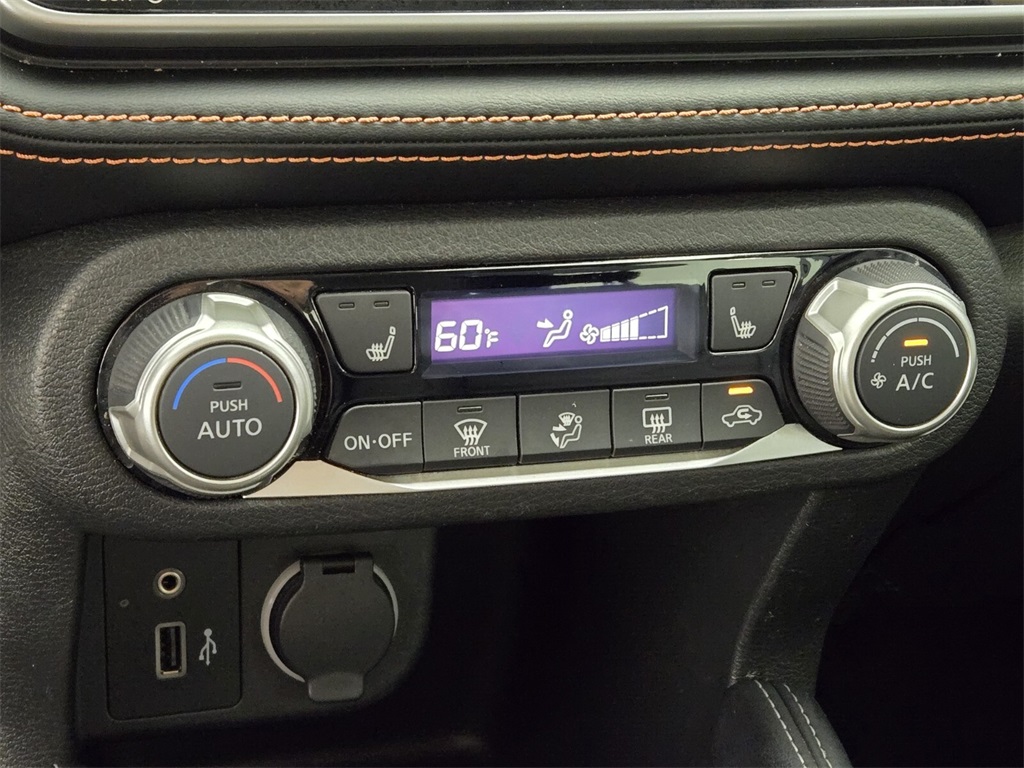 60°F
PUSH
AUTO
ON·OFF
FRONT
REAR
PUSH
A/C